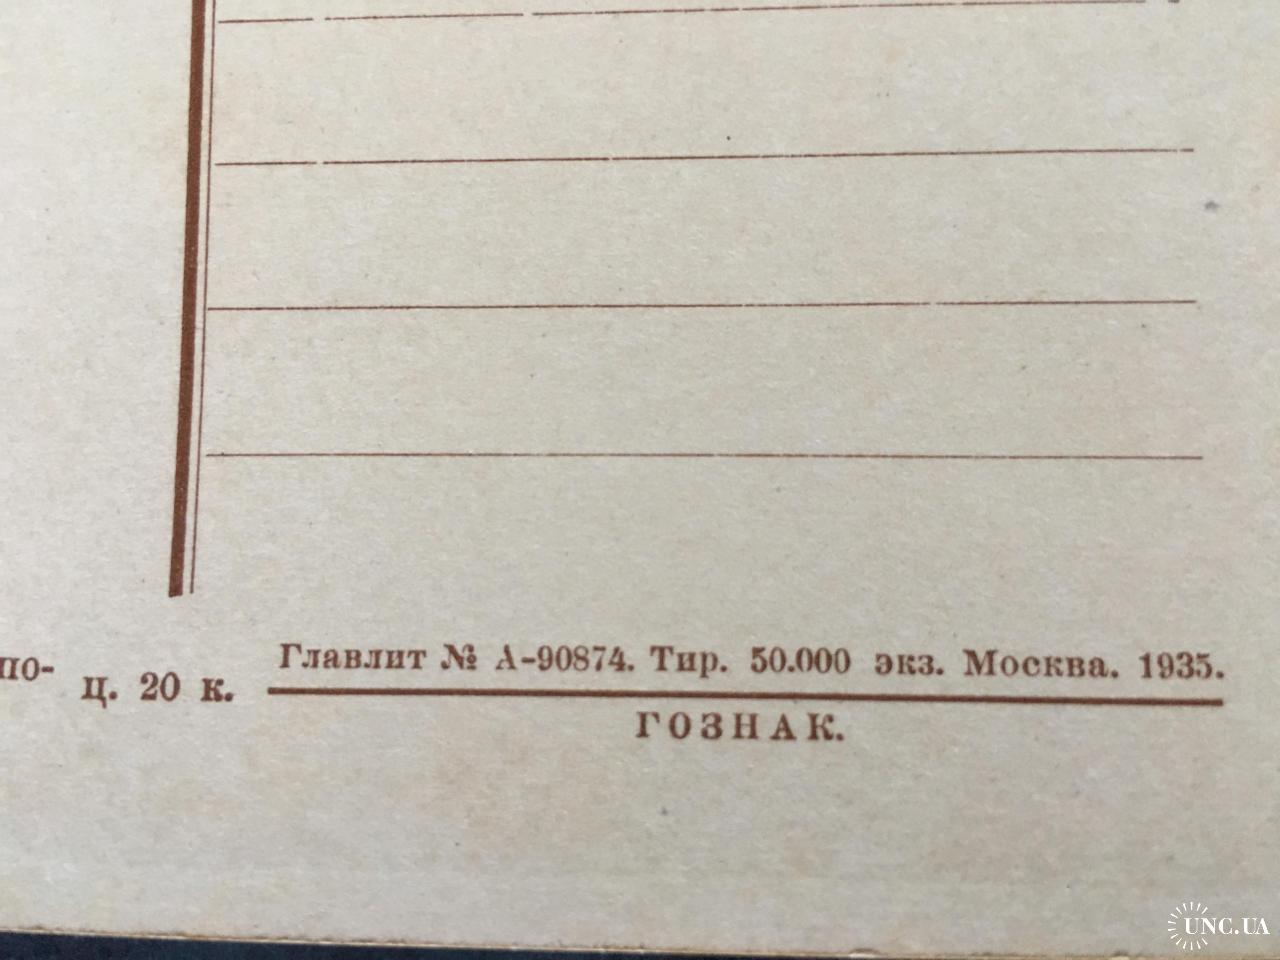 по-
ц. 20 к.
Главлит № А-90874. Тир. 50.000 экз. Москва. 1935.
ГОЗНАК.
UNC.UA